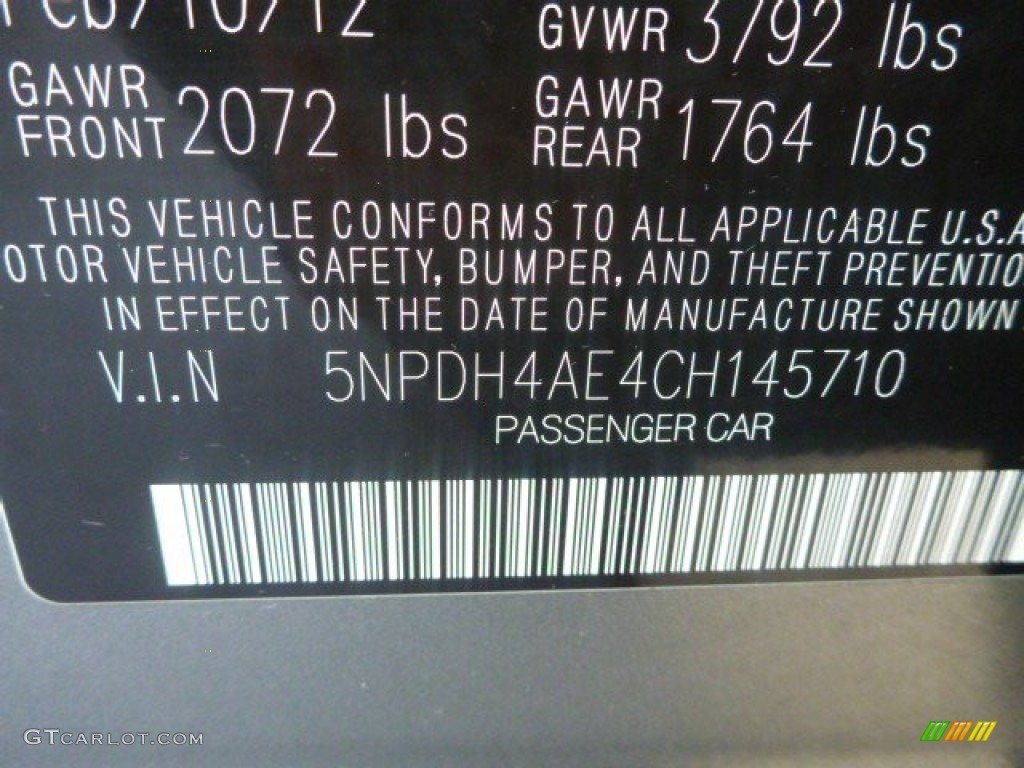 GVWR 3792 lbs
GAWR FRONT 2072 lbs GAWR REAR 1764 lbs
THIS VEHICLE CONFORMS TO ALL APPLICABLE U.S.A
OTOR VEHICLE SAFETY, BUMPER, AND THEFT PREVENTIO
IN EFFECT ON THE DATE OF MANUFACTURE SHOWN
V.I.N 5NPDH4AE4CH145710
PASSENGER CAR
GTCARLOT.COM